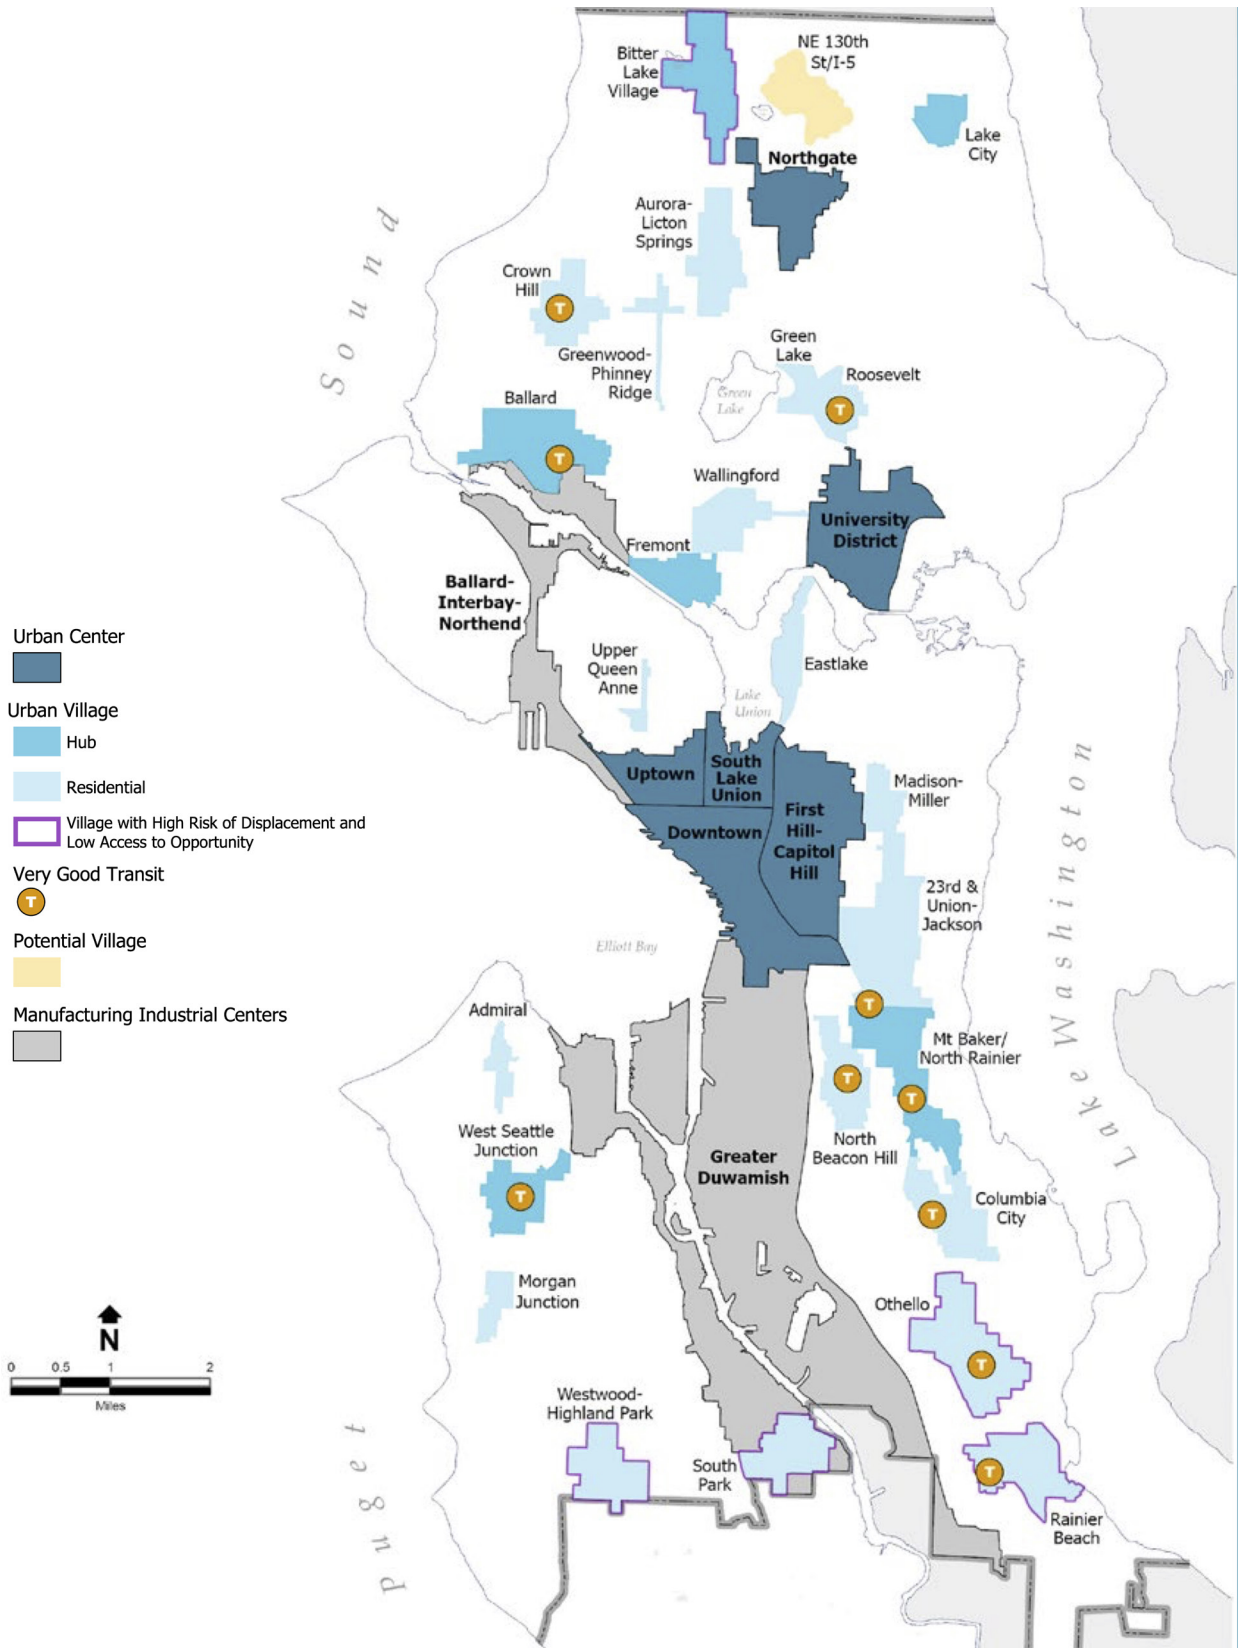 NE 130th
St/I-5
Bitter
Lake
Village
Lake
City
Northgate
Aurora-
Licton
Springs
Sound
Crown
Hill
T
Greenwood-
Phinney
Ridge
Green
Lake
Roosevelt
T
Green
Lake
Ballard
T
Wallingford
University
District
Fremont
Ballard-
Interbay-
Northend
Upper
Queen
Anne
Eastlake
Lake
Union
Urban Center
Urban Village
Hub
Residential
Village with High Risk of Displacement and
Low Access to Opportunity
Very Good Transit
T
Potential Village
Manufacturing Industrial Centers
Uptown
South
Lake
Union
Downtown
First
Hill-
Capitol
Hill
Madison-
Miller
23rd &
Union-
Jackson
Lake Washington
Elliott Bay
Admiral
T
Mt Baker/
North Rainier
T
T
North
Beacon Hill
West Seattle
Junction
T
Greater
Duwamish
Columbia
City
T
Morgan
Junction
Othello
T
N
0 0.5 1 2
Miles
Westwood-
Highland Park
South
Park
T
Rainier
Beach
Puget